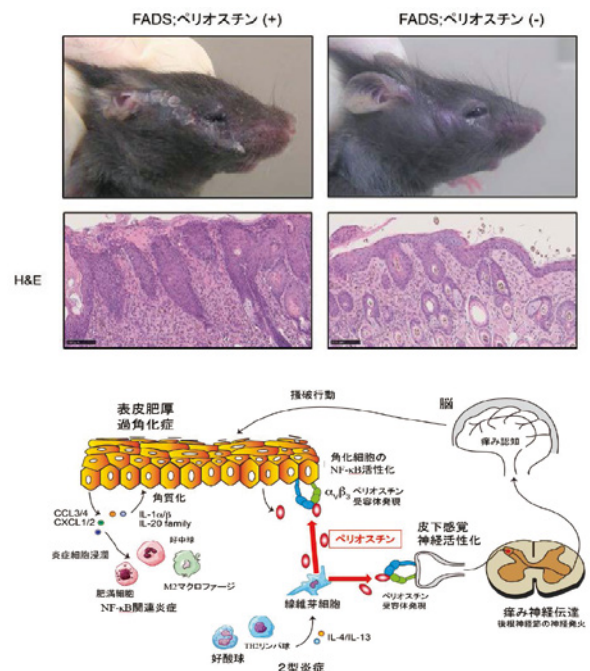 FADS;ペリオスチン (+)
FADS;ペリオスチン (-)
H&E
掻破行動
脳
痒み認知
表皮肥厚
過角化症
角化細胞の
NF-κB活性化
角質化
αvβ3 ペリオスチン
受容体発現
CCL3/4
CXCL1/2
IL-1α/β
IL-20 family
ペリオスチン
皮下感覚
神経活性化
好中球
炎症細胞浸潤
肥満細胞
M2マクロファージ
NF-κB関連炎症
線維芽細胞
ペリオスチン
受容体発現
痒み神経伝達
後根神経節の神経発火
IL-4/IL-13
好酸球
TH2リンパ球
2型炎症